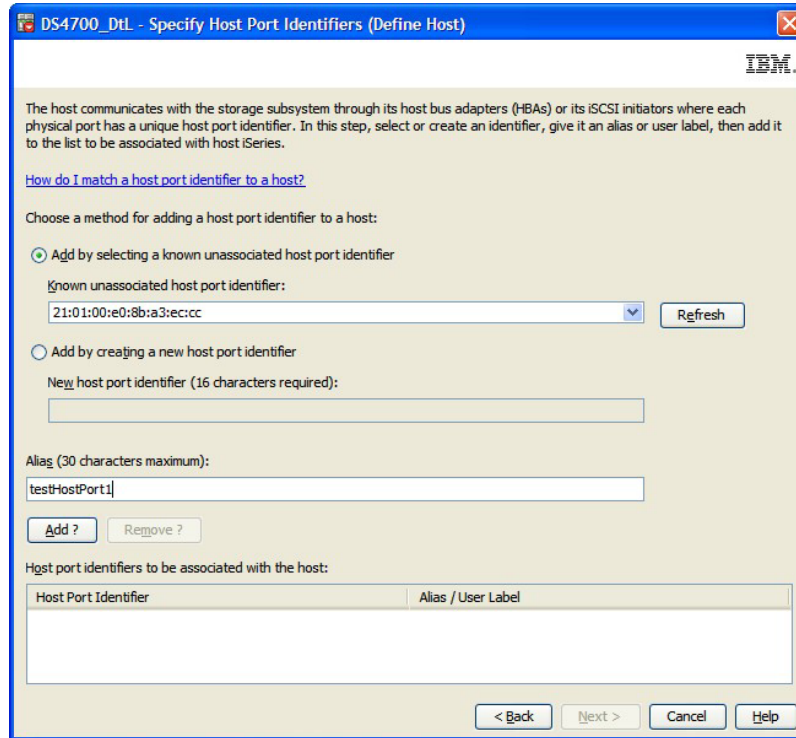 DS4700_DtL - Specify Host Port Identifiers (Define Host)
IBM.
The host communicates with the storage subsystem through its host bus adapters (HBAs) or its iSCSI initiators where each
physical port has a unique host port identifier. In this step, select or create an identifier, give it an alias or user label, then add it
to the list to be associated with host iSeries.
How do I match a host port identifier to a host?
Choose a method for adding a host port identifier to a host:
Add by selecting a known unassociated host port identifier
Known unassociated host port identifier:
21:01:00:e0:8b:a3:ec:cc
Refresh
Add by creating a new host port identifier
New host port identifier (16 characters required):
Alias (30 characters maximum):
testHostPort1
Add ? Remove ?
Host port identifiers to be associated with the host:
Host Port Identifier Alias / User Label
< Back Next > Cancel Help